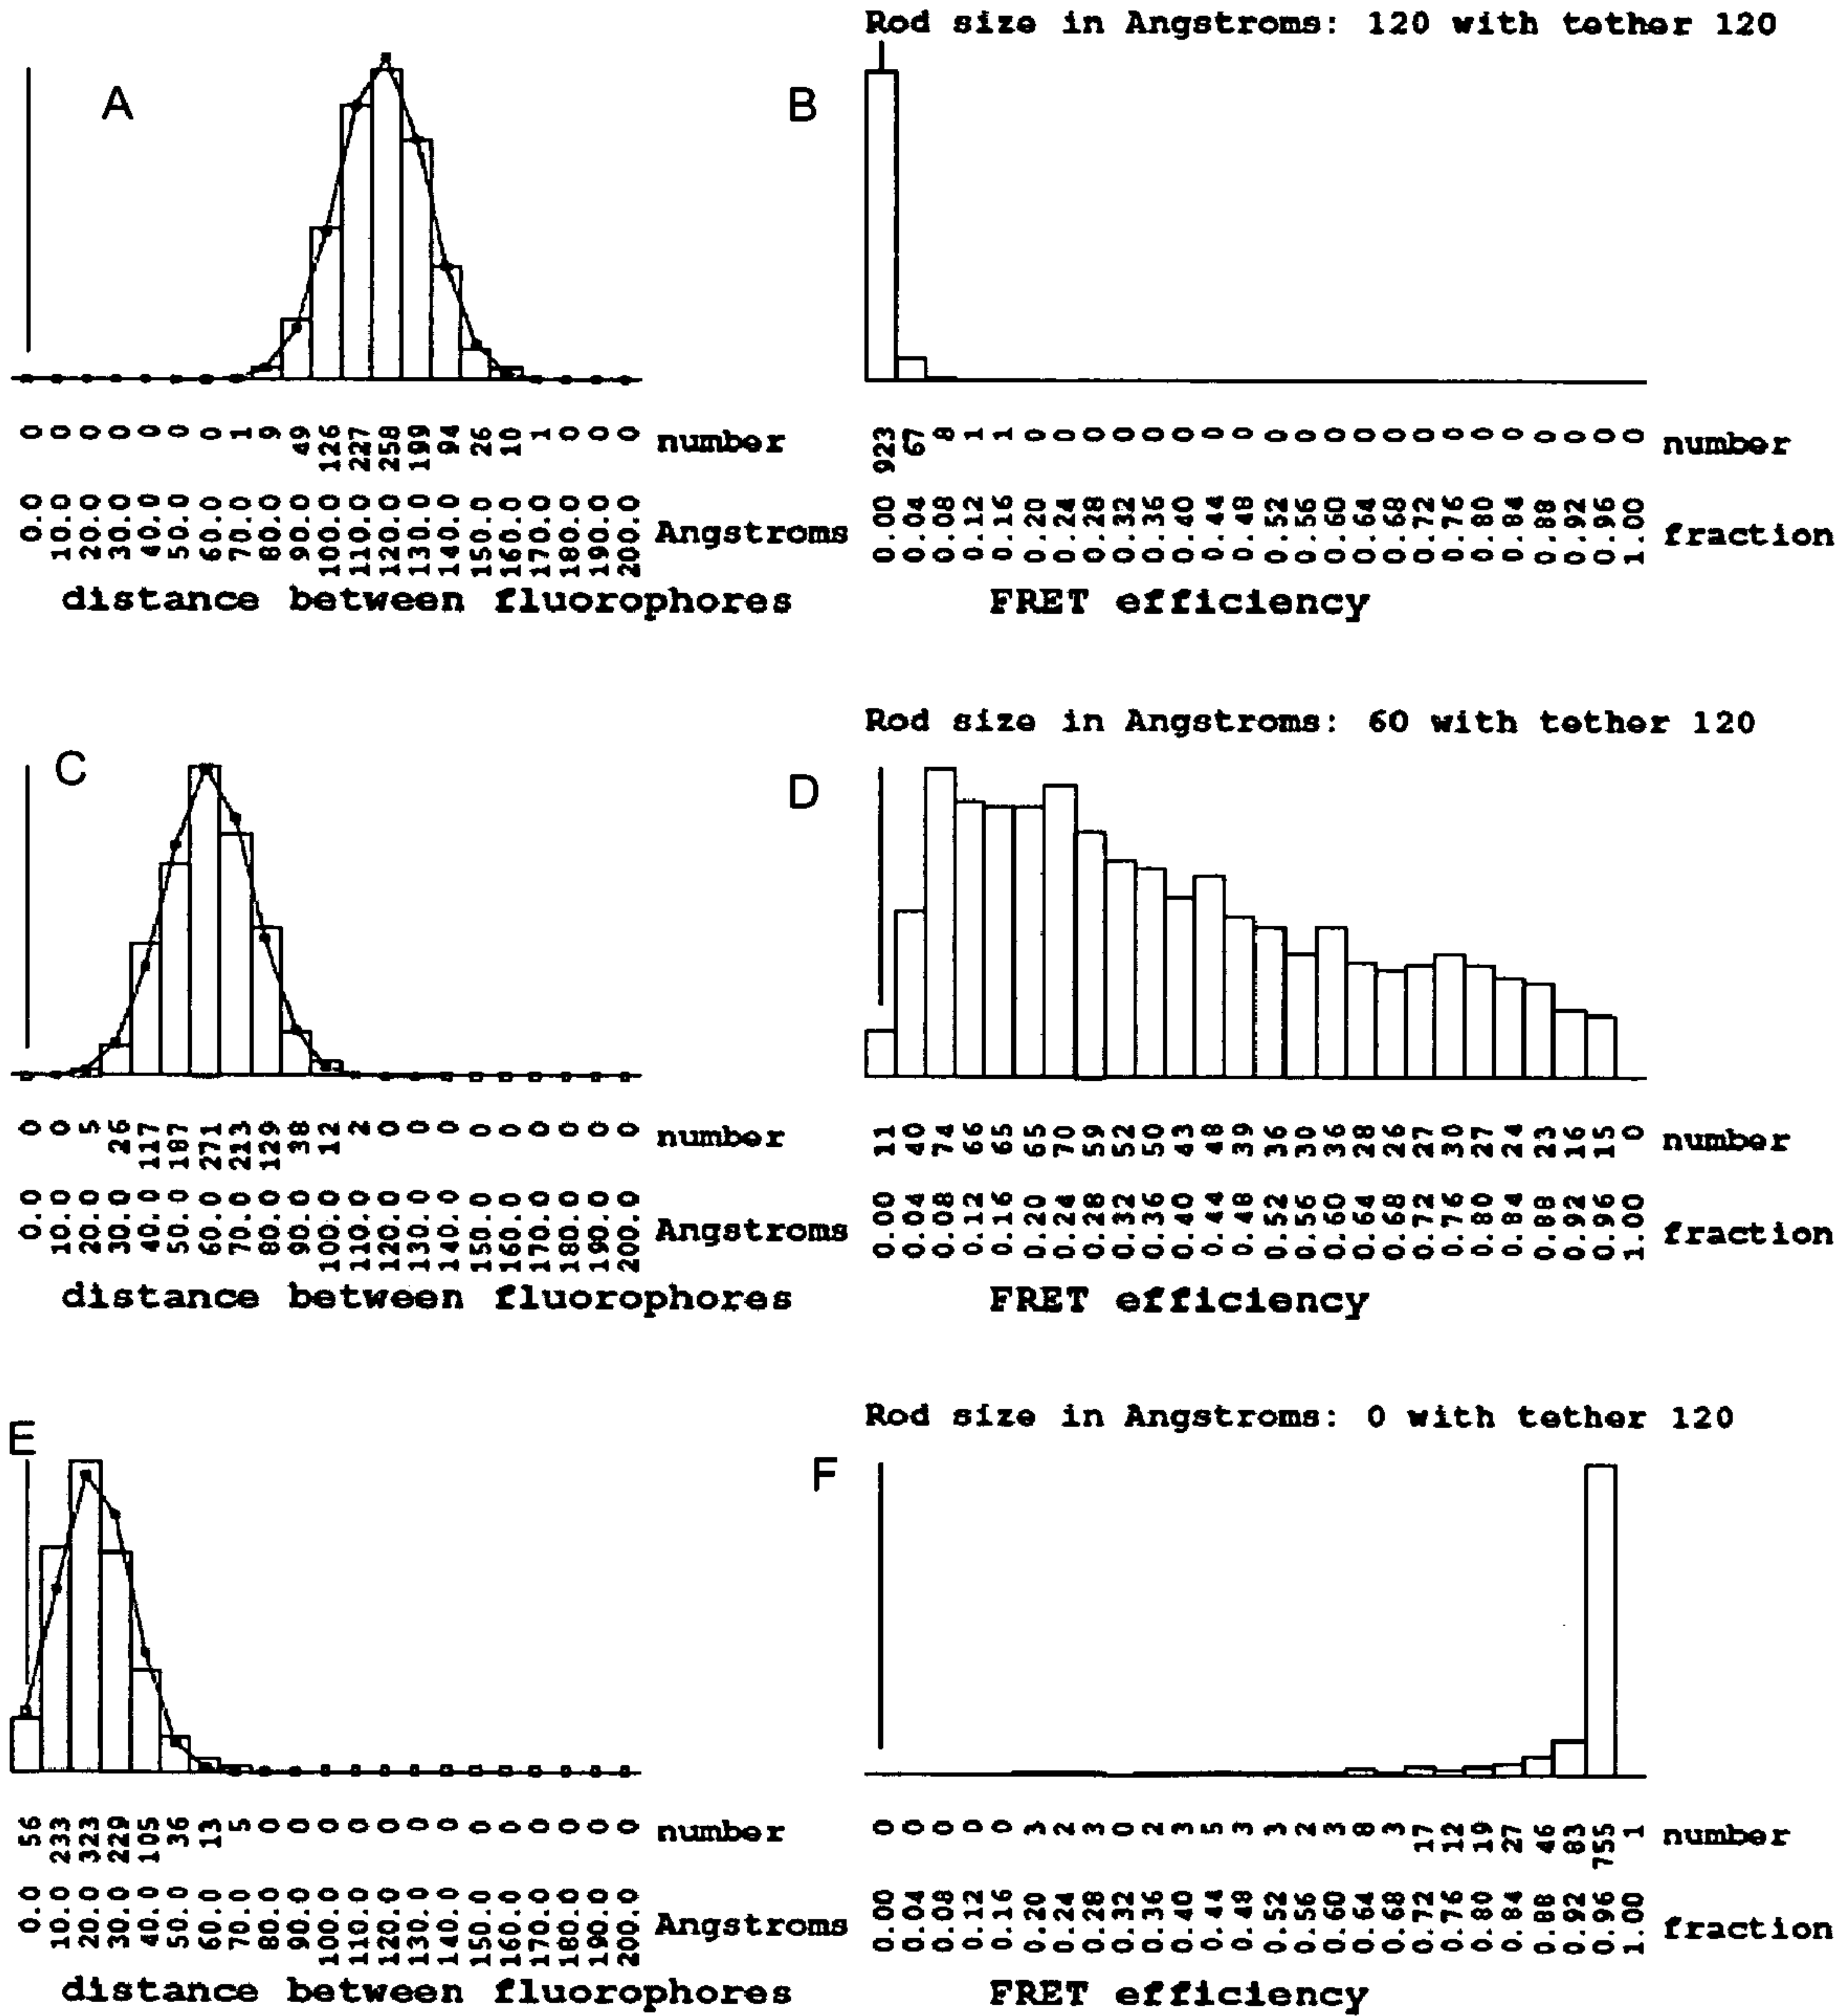 Rod size in Angstroms: 120 with tether 120
A
B
0 0 0 0 0 0 0 1 9 49 126 227 258 199 94 26 10 1 0 0 0 number
923 67 8 1 1 0 0 0 0 0 0 0 0 0 0 0 0 0 0 0 0 0 0 0 0 0 number
0.0 10.0 20.0 30.0 40.0 50.0 60.0 70.0 80.0 90.0 100.0 110.0 120.0 130.0 140.0 150.0 160.0 170.0 180.0 190.0 200.0 Angstroms
0.00 0.04 0.08 0.12 0.16 0.20 0.24 0.28 0.32 0.36 0.40 0.44 0.48 0.52 0.56 0.60 0.64 0.68 0.72 0.76 0.80 0.84 0.88 0.92 0.96 1.00 fraction
distance between fluorophores
FRET efficiency
Rod size in Angstroms: 60 with tether 120
C
D
0 0 5 26 117 187 271 213 129 38 12 2 0 0 0 0 0 0 0 0 0 number
11 40 74 66 65 65 70 59 52 50 43 48 39 36 30 36 28 26 27 30 27 24 23 16 15 0 number
0.0 10.0 20.0 30.0 40.0 50.0 60.0 70.0 80.0 90.0 100.0 110.0 120.0 130.0 140.0 150.0 160.0 170.0 180.0 190.0 200.0 Angstroms
0.00 0.04 0.08 0.12 0.16 0.20 0.24 0.28 0.32 0.36 0.40 0.44 0.48 0.52 0.56 0.60 0.64 0.68 0.72 0.76 0.80 0.84 0.88 0.92 0.96 1.00 fraction
distance between fluorophores
FRET efficiency
Rod size in Angstroms: 0 with tether 120
E
F
56 233 323 229 105 36 13 5 0 0 0 0 0 0 0 0 0 0 0 0 0 number
0 0 0 0 0 3 2 3 0 2 3 5 3 3 2 3 8 3 17 12 19 27 46 83 755 1 number
0.0 10.0 20.0 30.0 40.0 50.0 60.0 70.0 80.0 90.0 100.0 110.0 120.0 130.0 140.0 150.0 160.0 170.0 180.0 190.0 200.0 Angstroms
0.00 0.04 0.08 0.12 0.16 0.20 0.24 0.28 0.32 0.36 0.40 0.44 0.48 0.52 0.56 0.60 0.64 0.68 0.72 0.76 0.80 0.84 0.88 0.92 0.96 1.00 fraction
distance between fluorophores
FRET efficiency